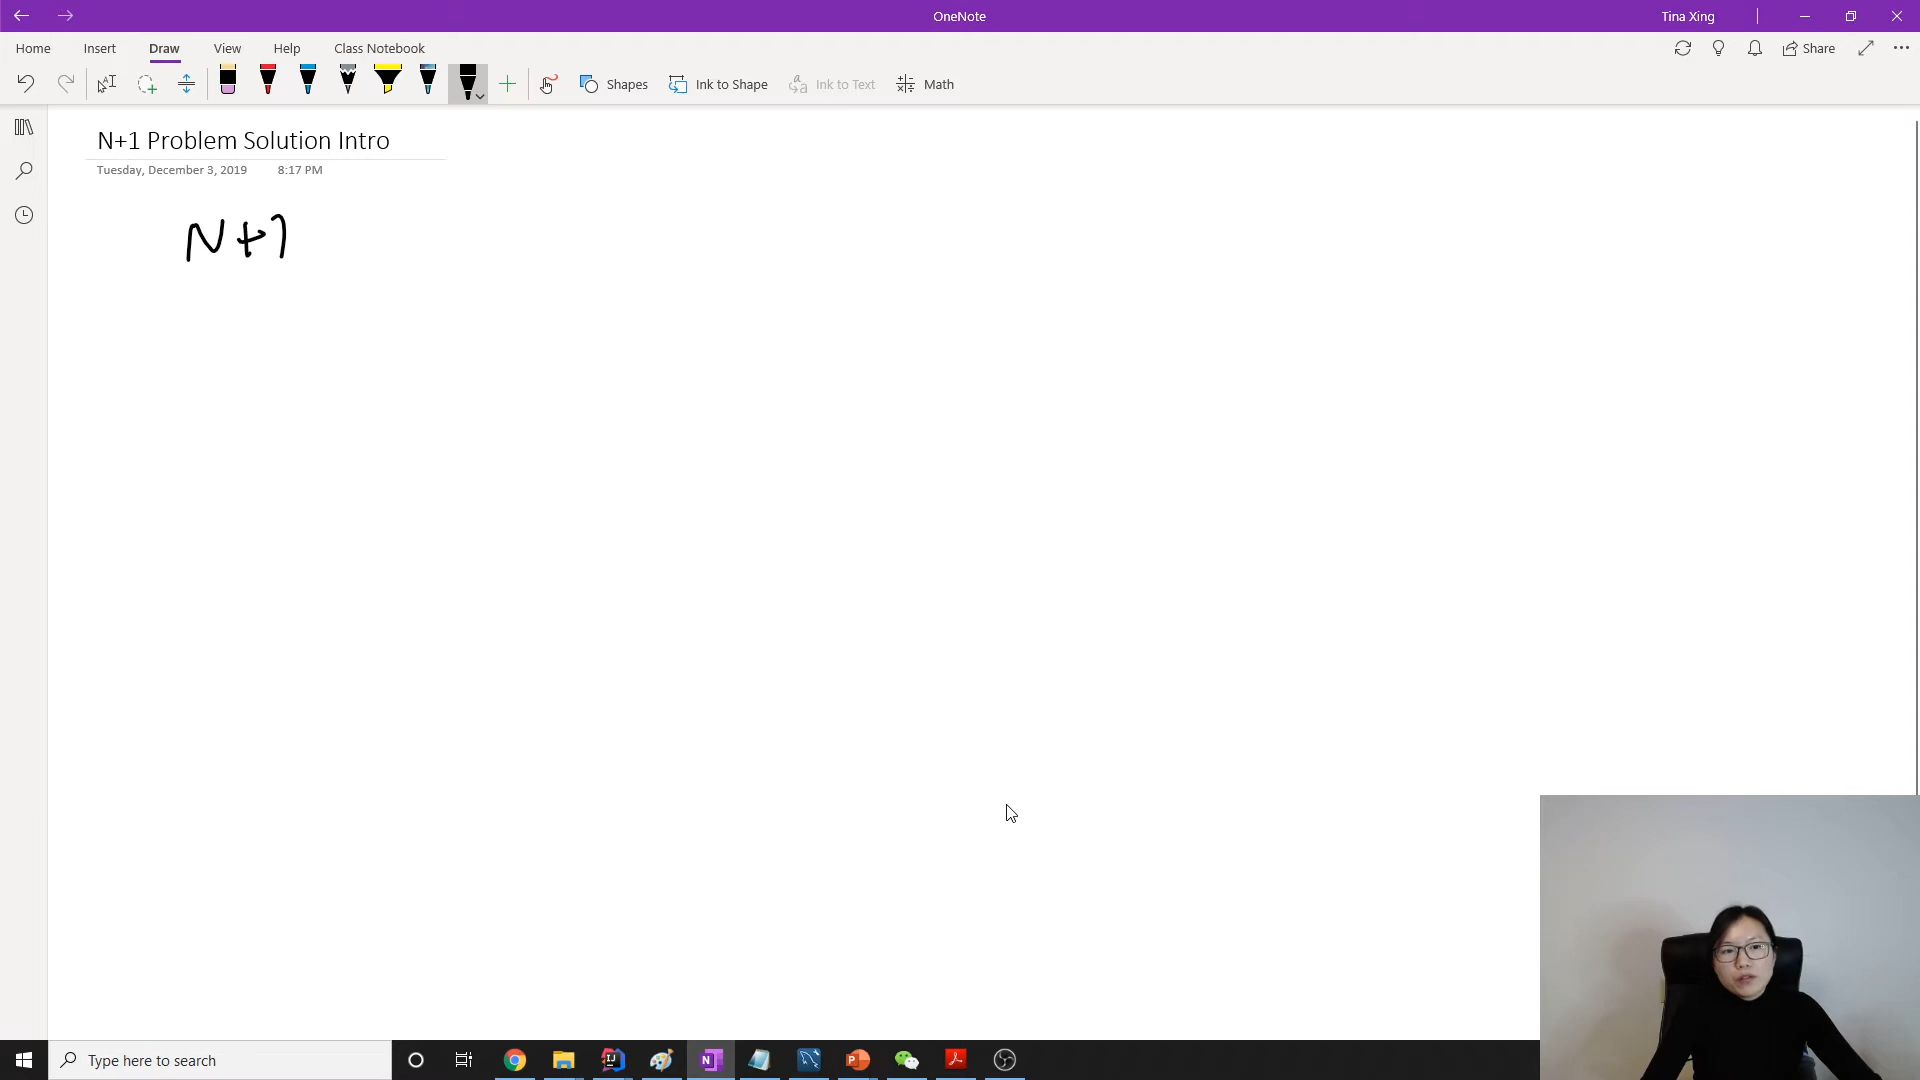 OneNote
Tina Xing
Home Insert Draw View Help Class Notebook
Share
Shapes Ink to Shape Ink to Text Math
N+1 Problem Solution Intro
Tuesday, December 3, 2019 8:17 PM
N+1
Type here to search